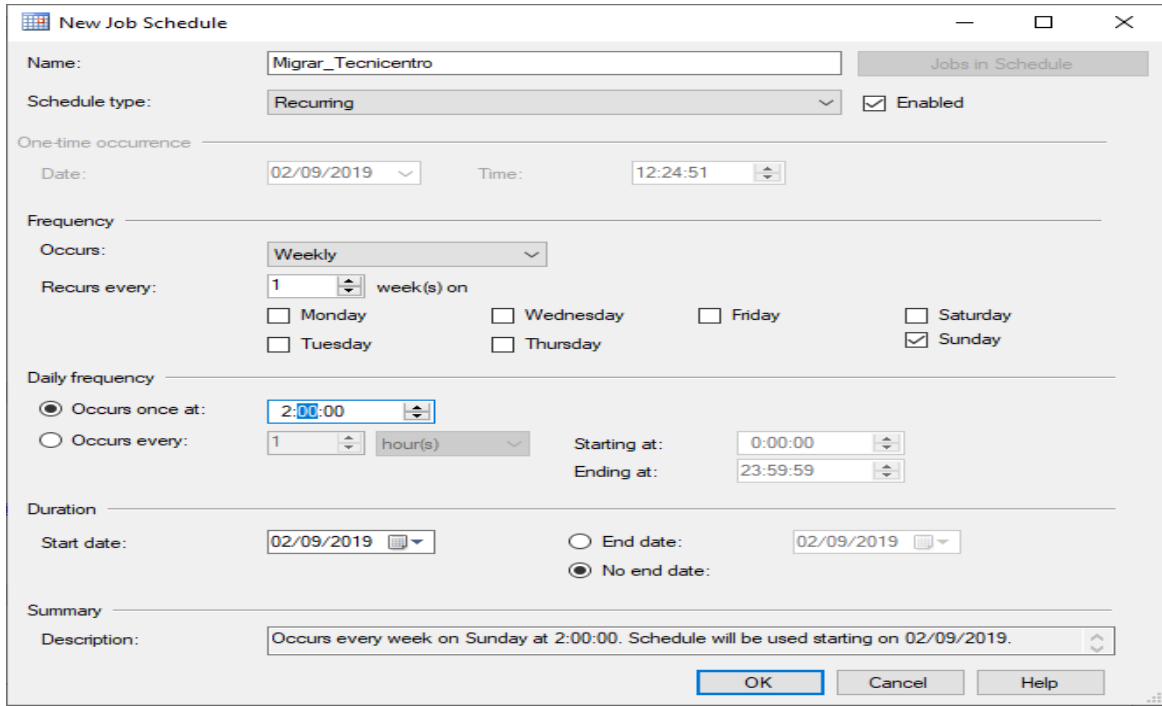 New Job Schedule
Name: Migrar_Tecnicentro Jobs in Schedule
Schedule type: Recurring Enabled
One-time occurrence
Date: 02/09/2019 Time: 12:24:51
Frequency
Occurs: Weekly
Recurs every: 1 week(s) on
Monday Wednesday Friday Saturday
Tuesday Thursday Sunday
Daily frequency
Occurs once at: 2:00:00
Occurs every: 1 hour(s) Starting at: 0:00:00
Ending at: 23:59:59
Duration
Start date: 02/09/2019 End date: 02/09/2019
No end date:
Summary
Description: Occurs every week on Sunday at 2:00:00. Schedule will be used starting on 02/09/2019.
OK Cancel Help